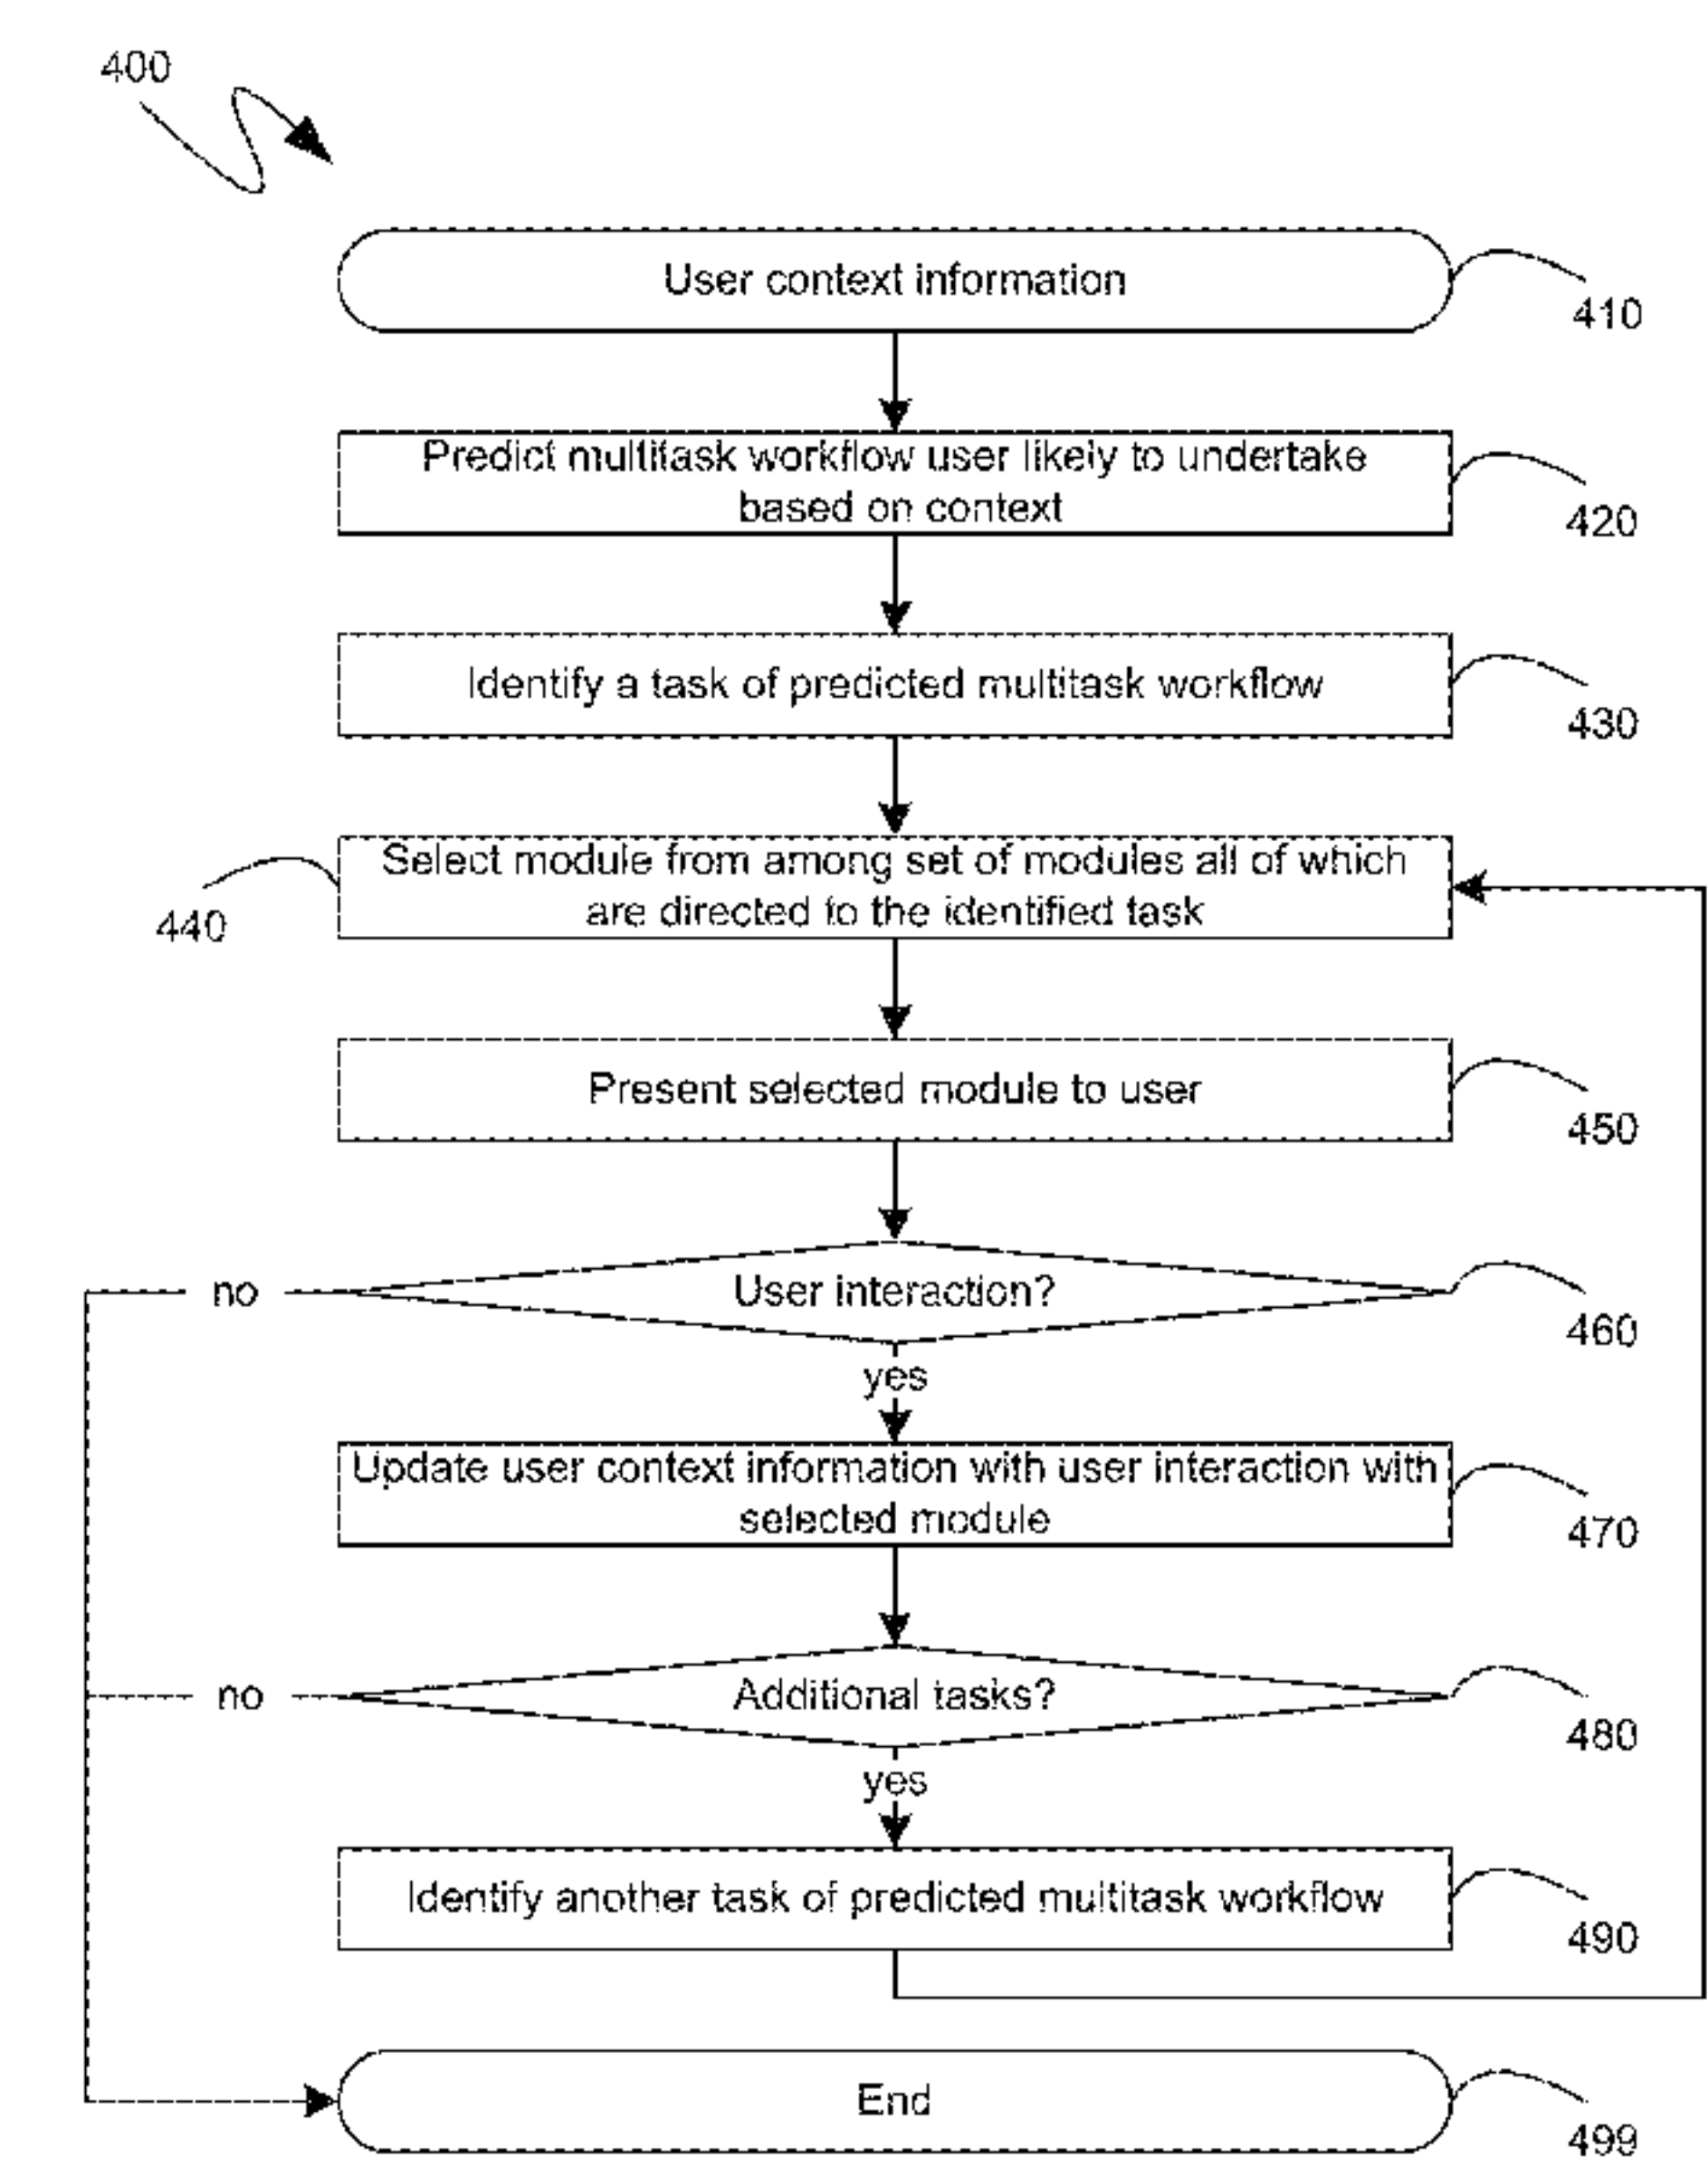 400
User context information
410
Predict multitask workflow user likely to undertake
based on context
420
Identify a task of predicted multitask workflow
430
Select module from among set of modules all of which
are directed to the identified task
440
Present selected module to user
450
User interaction?
no
460
yes
Update user context information with user interaction with
selected module
470
Additional tasks?
no
480
yes
Identify another task of predicted multitask workflow
490
End
499